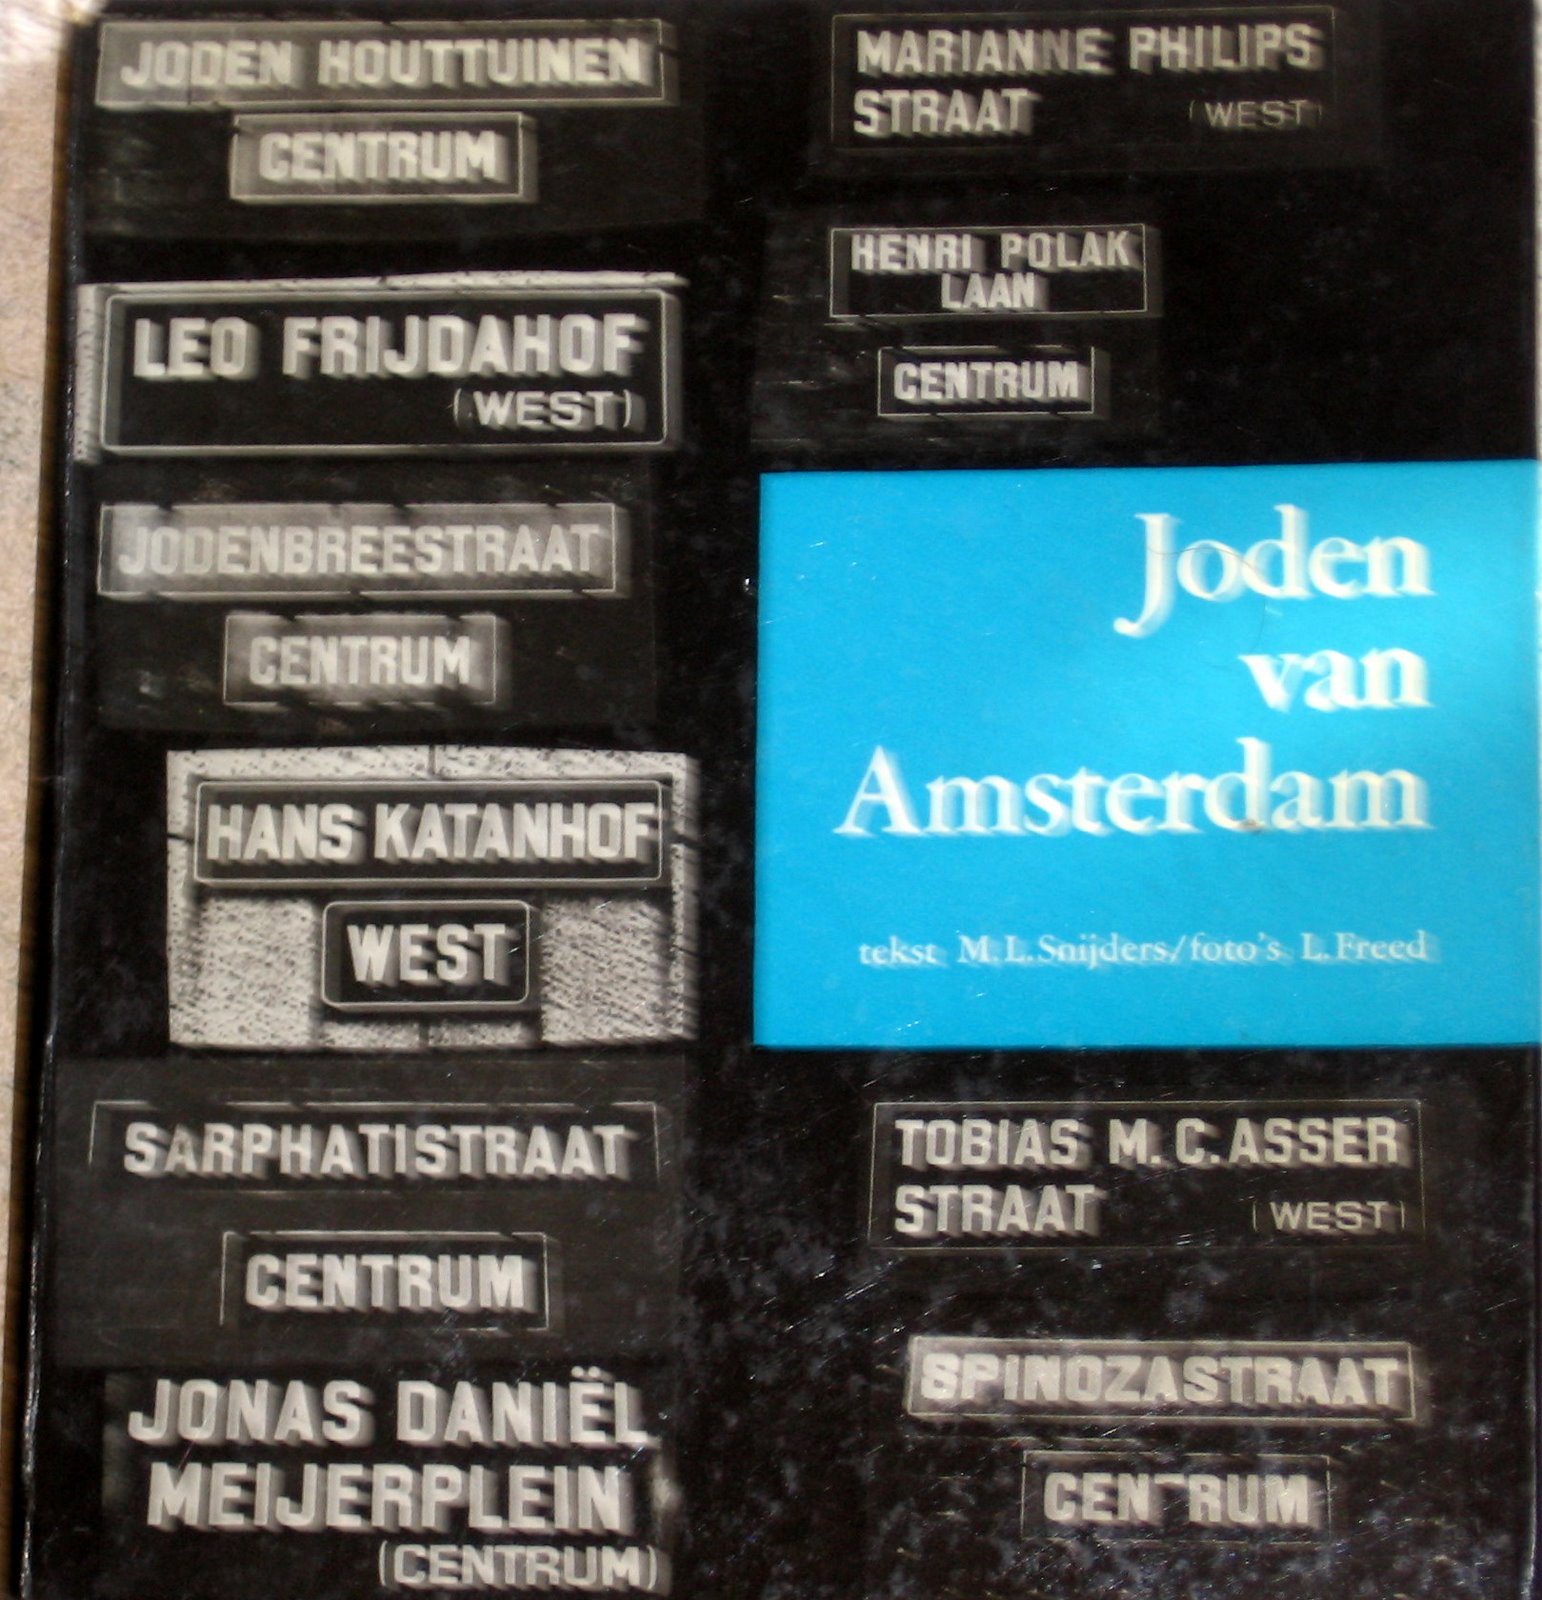 JODEN HOUTTUINEN
CENTRUM
LEO FRIJDAHOF
(WEST)
JODENBREESTRAAT
CENTRUM
HANS KATANHOF
WEST
SARPHATISTRAAT
CENTRUM
JONAS DANIËL
MEIJERPLEIN
(CENTRUM)
MARIANNE PHILIPS
STRAAT (WEST)
HENRI POLAK
LAAN
CENTRUM
Joden
van
Amsterdam
tekst M.L.Snijders/foto's L.Freed
TOBIAS M.C.ASSER
STRAAT (WEST)
SPINOZASTRAAT
CENTRUM